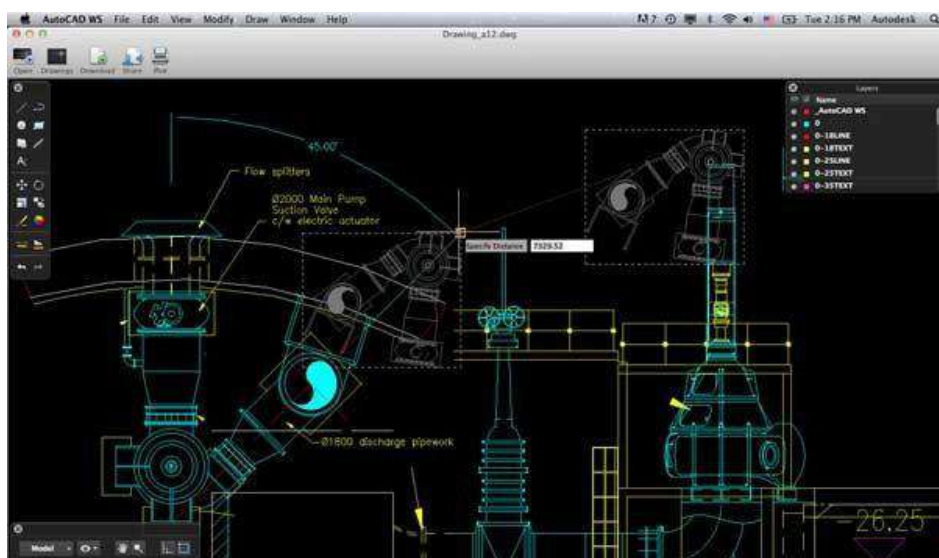 AutoCAD WS File Edit View Modify Draw Window Help
7 Tue 2:16 PM Autodesk
Drawing_a12.dwg
Open Drawings Download Share Plot
Layers
Name
_AutoCAD WS
0
0-18LINE
0-18TEXT
0-25LINE
0-25TEXT
0-35TEXT
A
45.00'
Flow splitters
Ø2000 Main Pump
Suction Valve
c/w electric actuator
Specify Distance 7329.52
Ø1800 discharge pipework
-26.25
Model